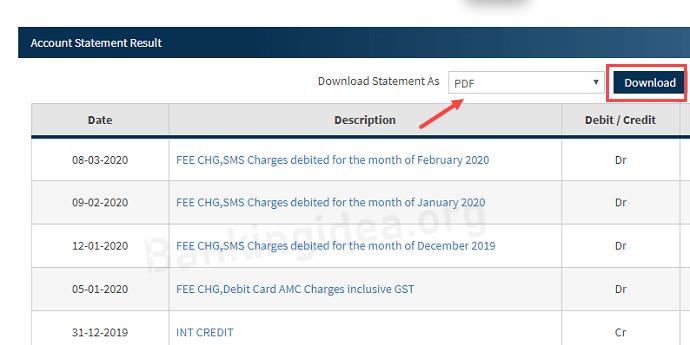 Account Statement Result
Download Statement As PDF Download
Date Description Debit / Credit
08-03-2020 FEE CHG,SMS Charges debited for the month of February 2020 Dr
09-02-2020 FEE CHG,SMS Charges debited for the month of January 2020 Dr
Bankingidea.org
12-01-2020 FEE CHG,SMS Charges debited for the month of December 2019 Dr
05-01-2020 FEE CHG,Debit Card AMC Charges inclusive GST Dr
31-12-2019 INT CREDIT Cr